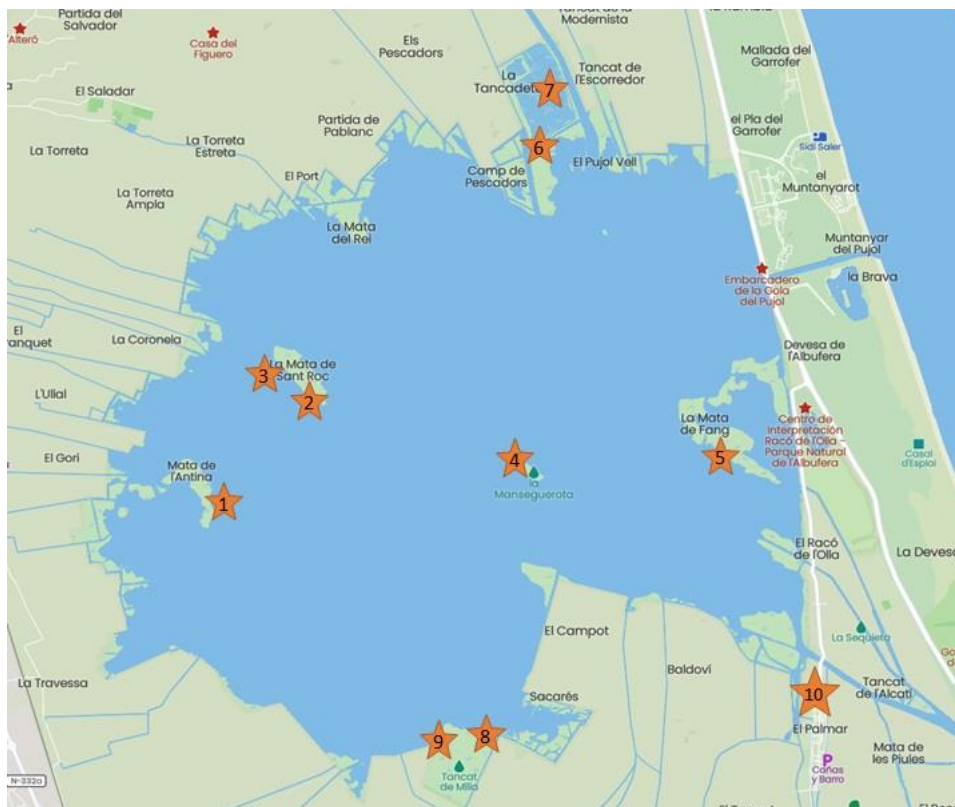 Partida del
Salvador
Alteró
Casa del
Figuero
Els
Pescadors
Tancat de la
Modernista
La
Tancadeta
7
Tancat de
l'Escorredor
Mallada del
Garrofer
El Saladar
Partida de
Pablanc
el Pla del
Garrofer
Sidi Saler
La Torreta
La Torreta
Estreta
6
El Pujol Vell
Camp de
Pescadors
El Port
el
Muntanyarot
La Torreta
Ampla
La Mata
del Rei
Muntanyar
del Pujol
la Brava
Embarcadero
de la Gola
del Pujol
El
La Coronela
Devesa de
l'Albufera
La Mata de
Sant Roc
3
2
L'Ullal
La Mata
de Fang
5
Centro de
Interpretación
Racó de l'Olla –
Parque Natural
de l'Albufera
Casal
d'Esplai
El Gori
4
la
Manseguerota
Mata de
l'Antina
1
El Racó
de l'Olla
La Devesa
El Campot
La Sequieta
La Travessa
Baldoví
Tancat de
l'Alcatí
Sacarés
10
El Palmar
9
8
Mata de
les Piules
N-332a
Tancat
de Mília
P
Cañas
y Barro